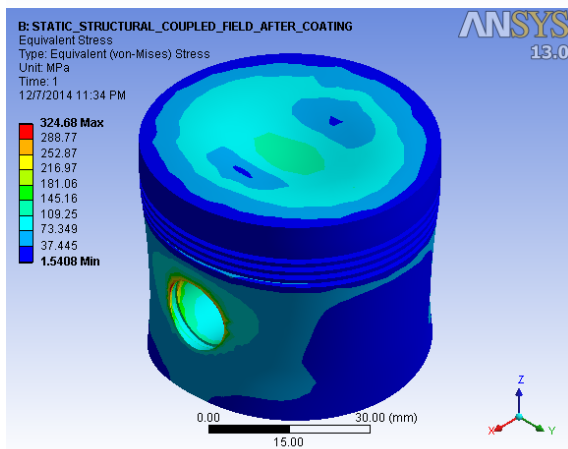 B: STATIC_STRUCTURAL_COUPLED_FIELD_AFTER_COATING
Equivalent Stress
Type: Equivalent (von-Mises) Stress
Unit: MPa
Time: 1
12/7/2014 11:34 PM
ANSYS
13.0
324.68 Max
288.77
252.87
216.97
181.06
145.16
109.25
73.349
37.445
1.5408 Min
0.00
30.00 (mm)
15.00
Z
X
Y